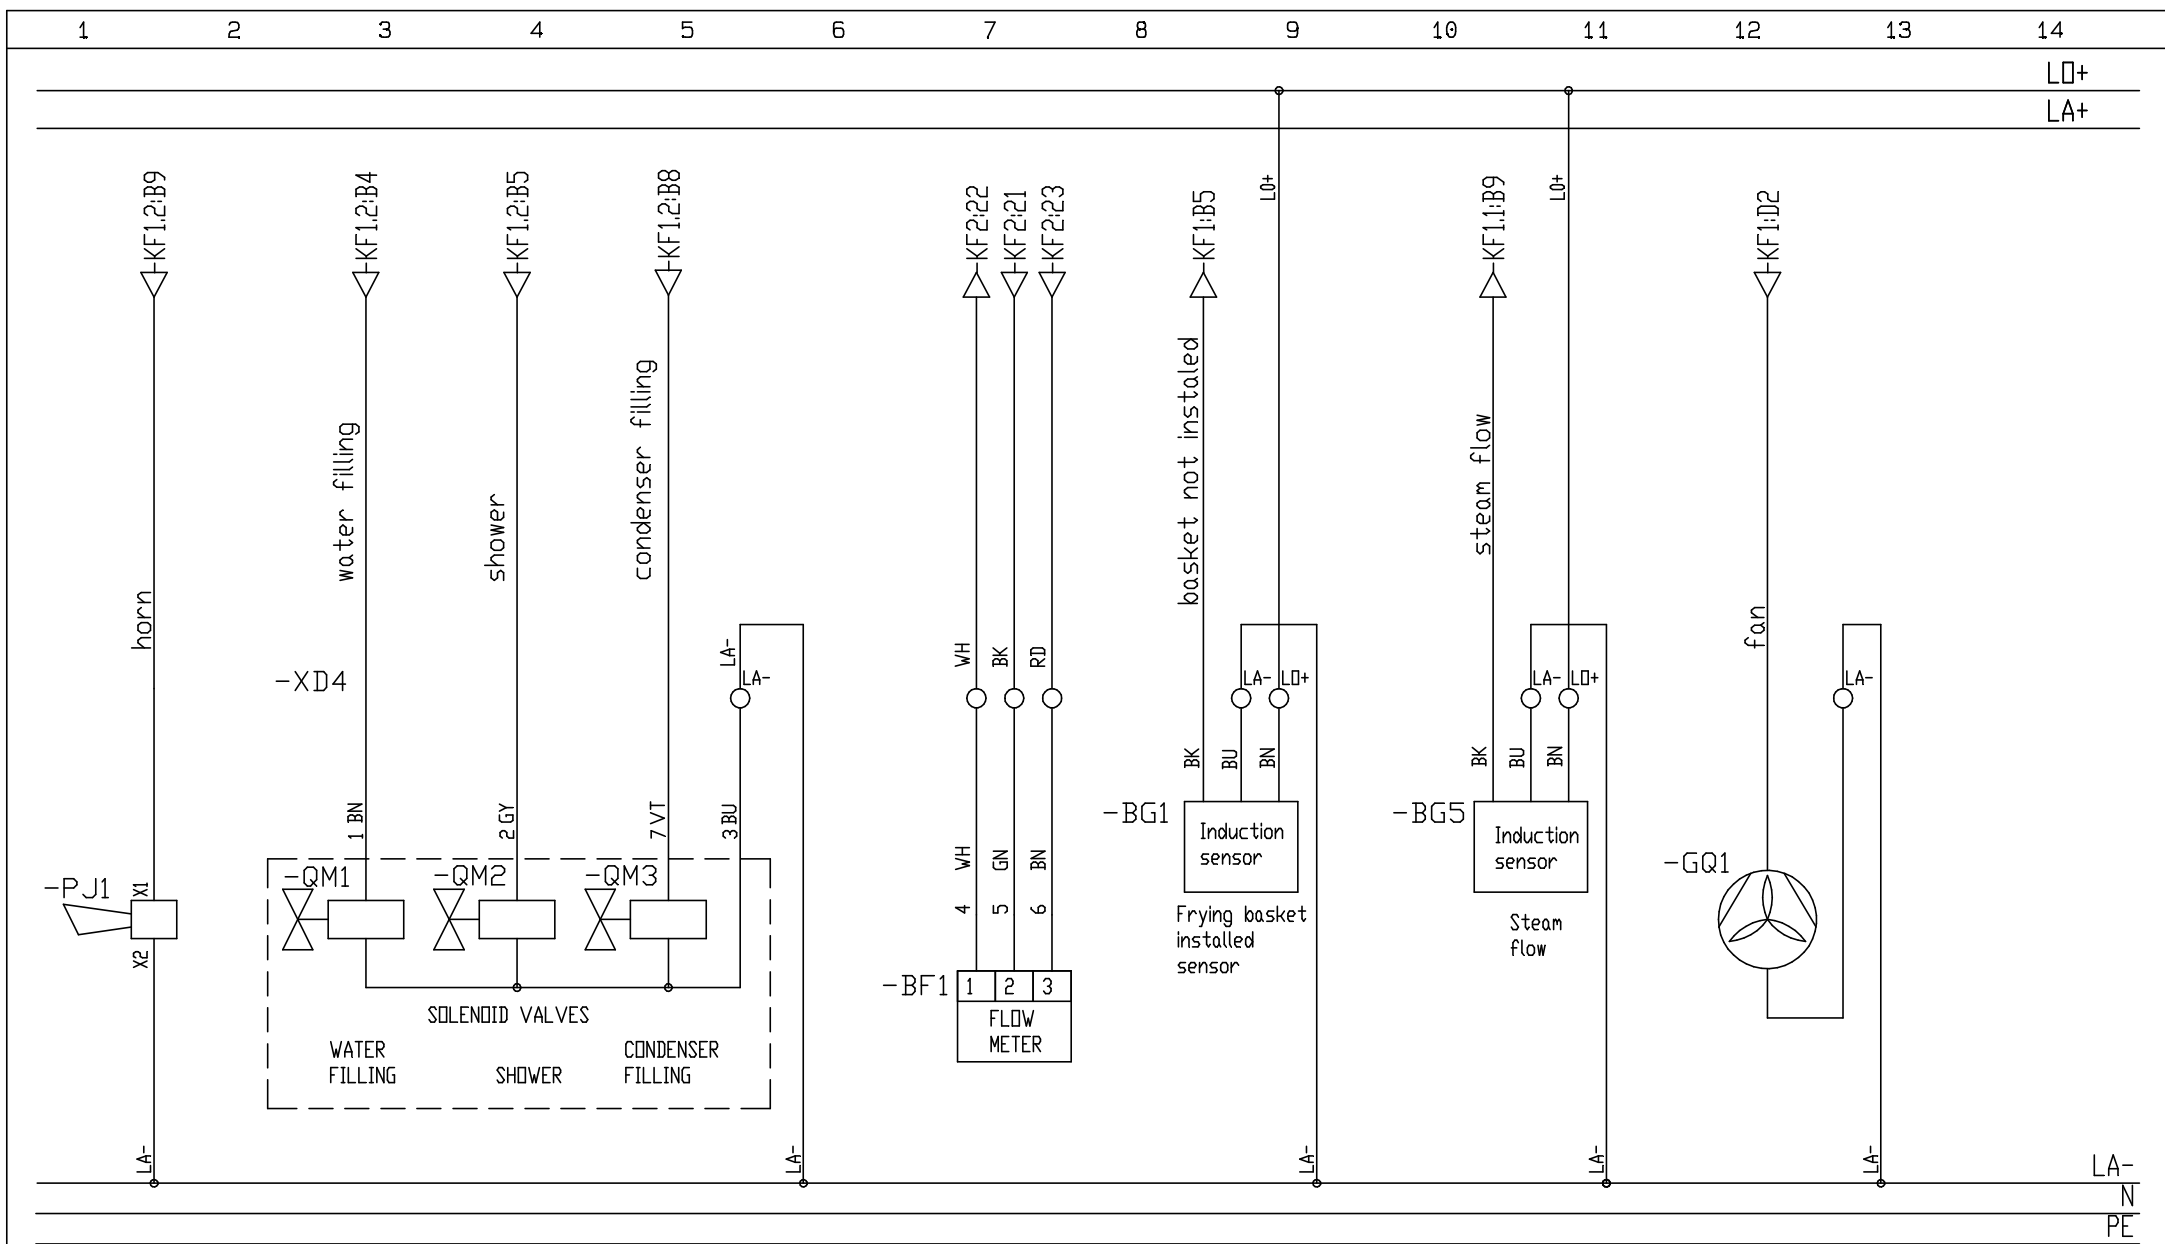 1 2 3 4 5 6 7 8 9 10 11 12 13 14
LO+
LA+
-KF1.2:B9
-KF1.2:B4
-KF1.2:B5
-KF1.2:B8
-KF2:22
-KF2:21
-KF2:23
-KF1:B5
LO+
-KF1.1:B9
LO+
-KF1:D2
horn
water filling
shower
condenser filling
basket not instaled
steam flow
fan
-XD4
LA-
LA-
WH
BK
RD
LA-
LO+
LA-
LO+
LA-
1 BN
2 GY
7 VT
3 BU
WH
GN
BN
4
5
6
BK
BU
BN
BK
BU
BN
-PJ1
X1
X2
-QM1
-QM2
-QM3
SOLENOID VALVES
WATER
FILLING
SHOWER
CONDENSER
FILLING
-BF1
1 2 3
FLOW
METER
-BG1
Induction
sensor
Frying basket
installed
sensor
-BG5
Induction
sensor
Steam
flow
-GQ1
LA-
LA-
LA-
LA-
LA-
LA-
N
PE